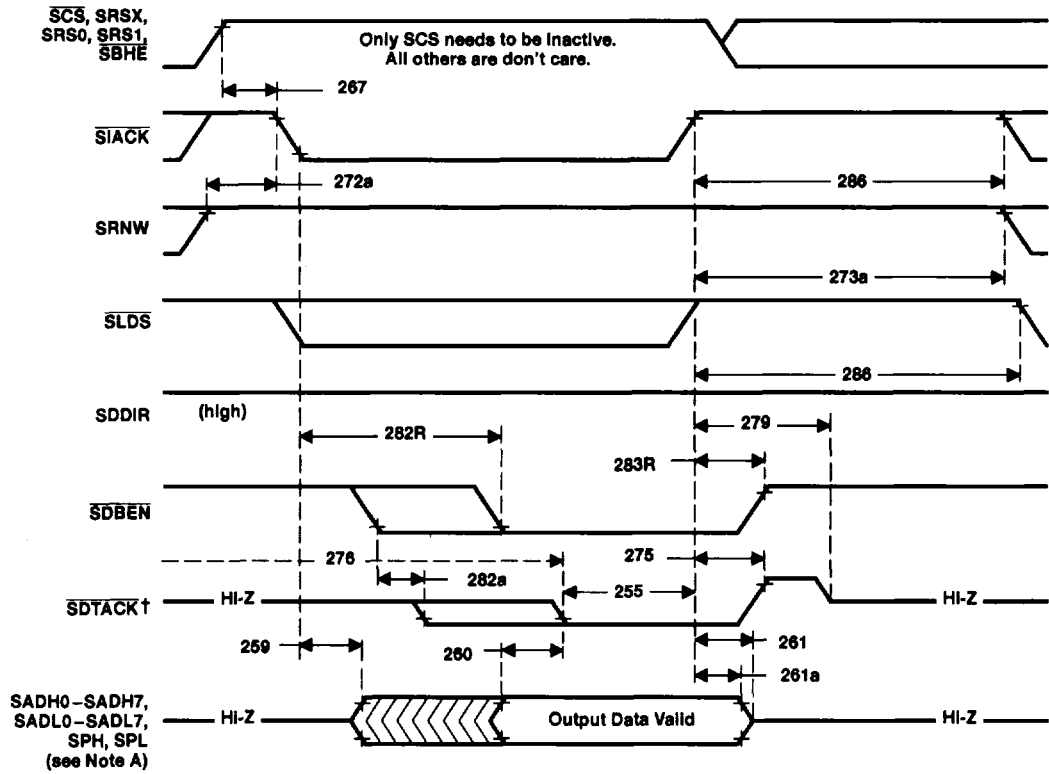 SCS, SRSX,
SRS0, SRS1,
SBHE
Only SCS needs to be Inactive.
All others are don't care.
267
SIACK
272a
286
SRNW
273a
SLDS
286
SDDIR
(high)
282R
279
283R
SDBEN
276
275
282a
255
SDTACK†
HI-Z
HI-Z
259
260
261
261a
SADH0–SADH7,
SADL0–SADL7,
SPH, SPL
(see Note A)
HI-Z
Output Data Valid
HI-Z